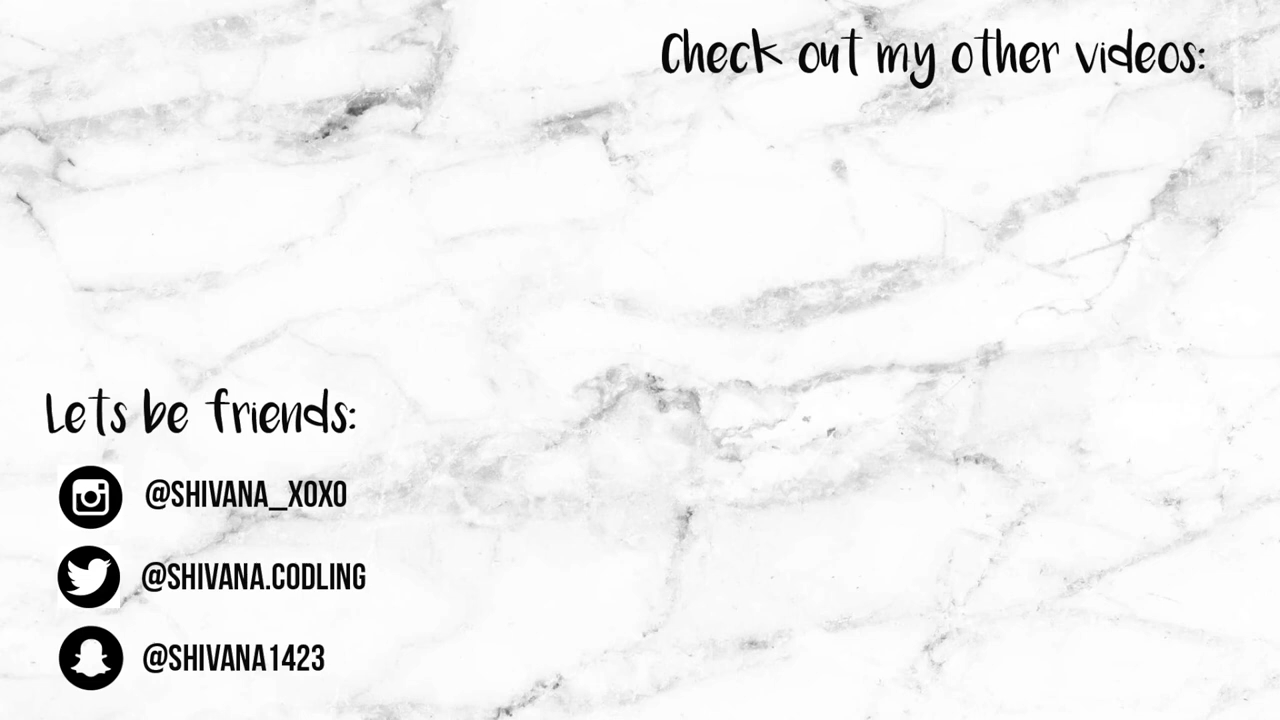 Check out my other videos:
Lets be friends:
@SHIVANA_XOXO
@SHIVANA.CODLING
@SHIVANA1423